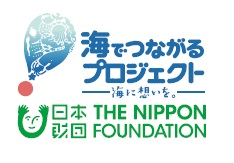 海でつながる
プロジェクト
海に想いを。
日本
財団
THE NIPPON
FOUNDATION